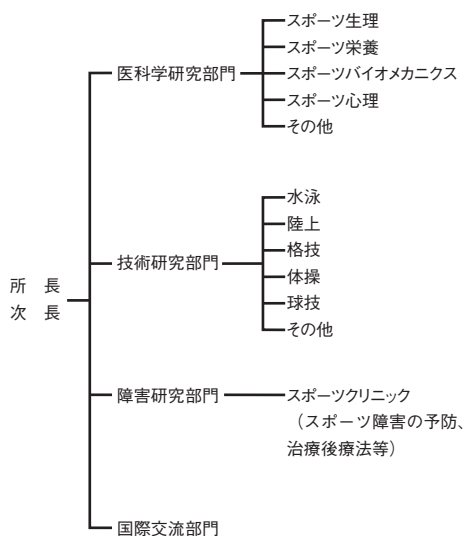 所　長
次　長
医科学研究部門
スポーツ生理
スポーツ栄養
スポーツバイオメカニクス
スポーツ心理
その他
技術研究部門
水泳
陸上
格技
体操
球技
その他
障害研究部門
スポーツクリニック
（スポーツ障害の予防、
治療後療法等）
国際交流部門